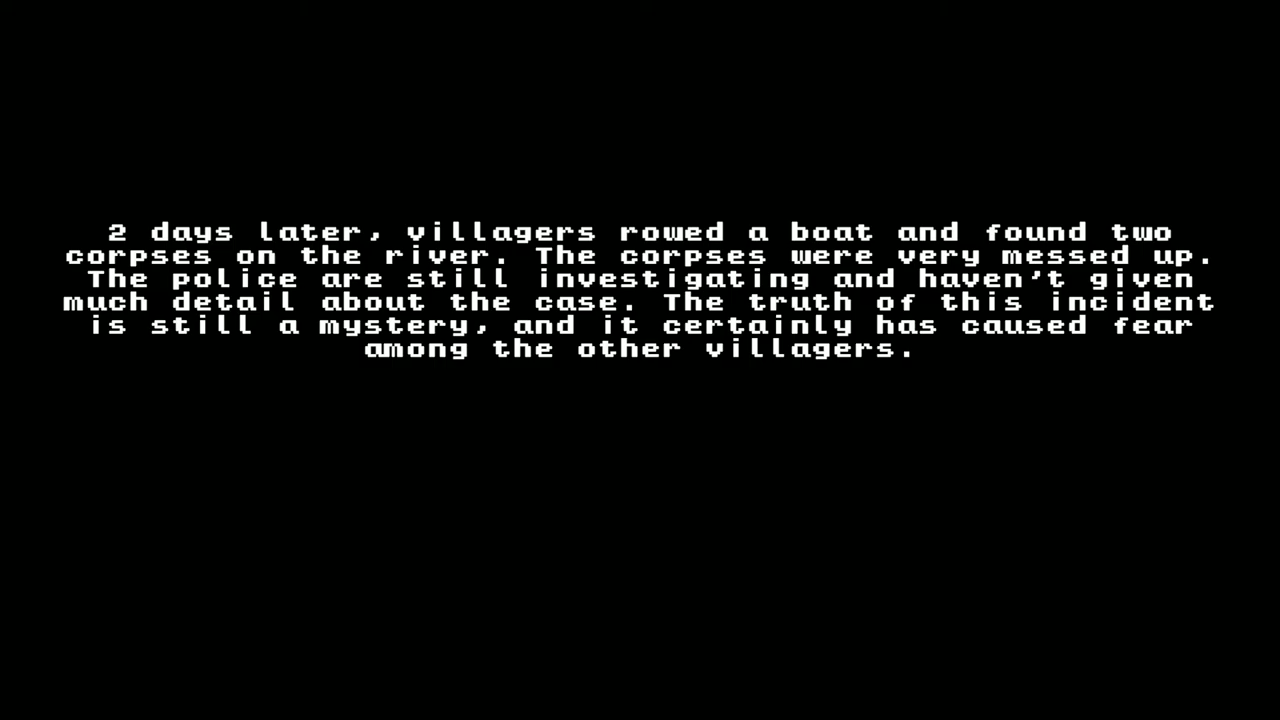 2 days later, villagers rowed a boat and found two
corpses on the river. The corpses were very messed up.
The police are still investigating and haven't given
much detail about the case. The truth of this incident
is still a mystery, and it certainly has caused fear
among the other villagers.